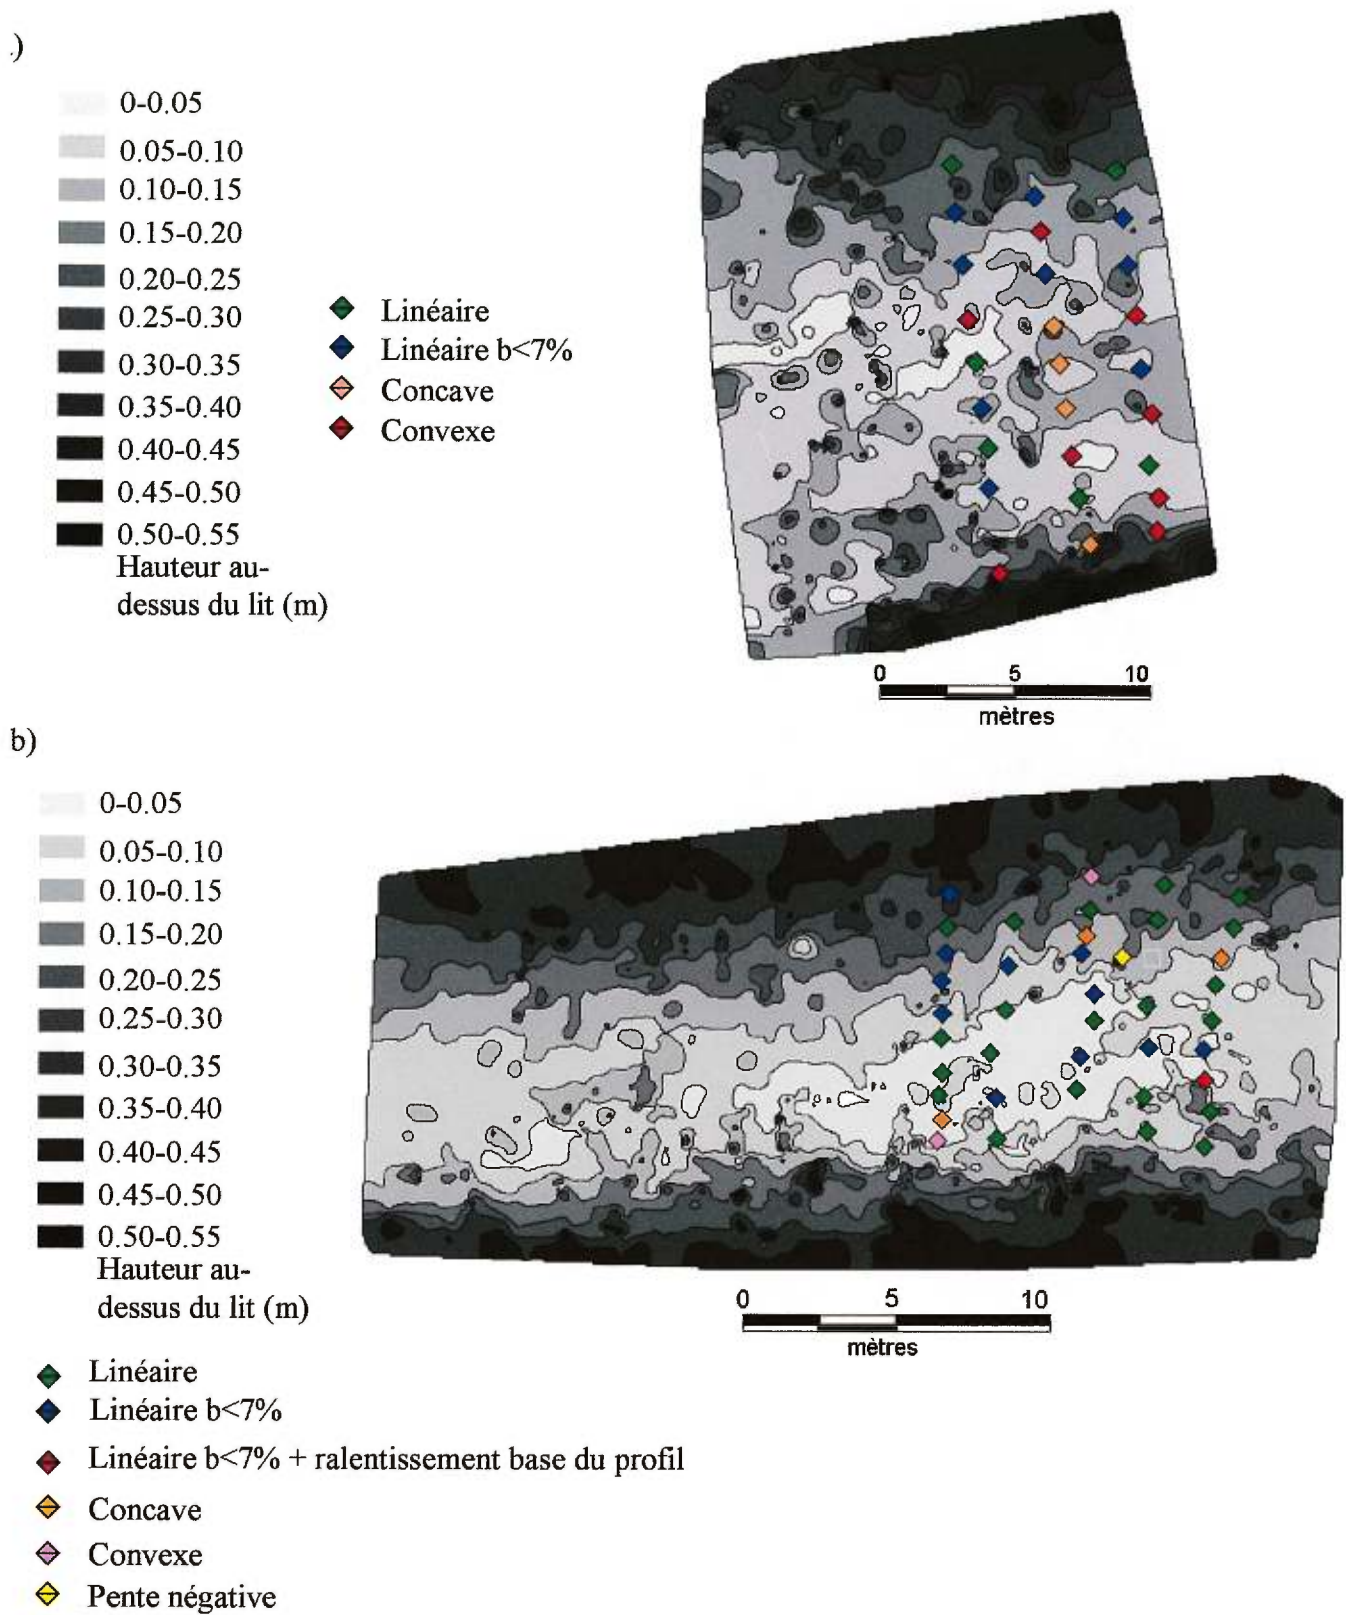 .)
0-0.05
0.05-0.10
0.10-0.15
0.15-0.20
0.20-0.25
0.25-0.30
0.30-0.35
0.35-0.40
0.40-0.45
0.45-0.50
0.50-0.55
Hauteur au-
dessus du lit (m)
Linéaire
Linéaire b<7%
Concave
Convexe
0 5 10
mètres
b)
0-0.05
0.05-0.10
0.10-0.15
0.15-0.20
0.20-0.25
0.25-0.30
0.30-0.35
0.35-0.40
0.40-0.45
0.45-0.50
0.50-0.55
Hauteur au-
dessus du lit (m)
0 5 10
mètres
Linéaire
Linéaire b<7%
Linéaire b<7% + ralentissement base du profil
Concave
Convexe
Pente négative